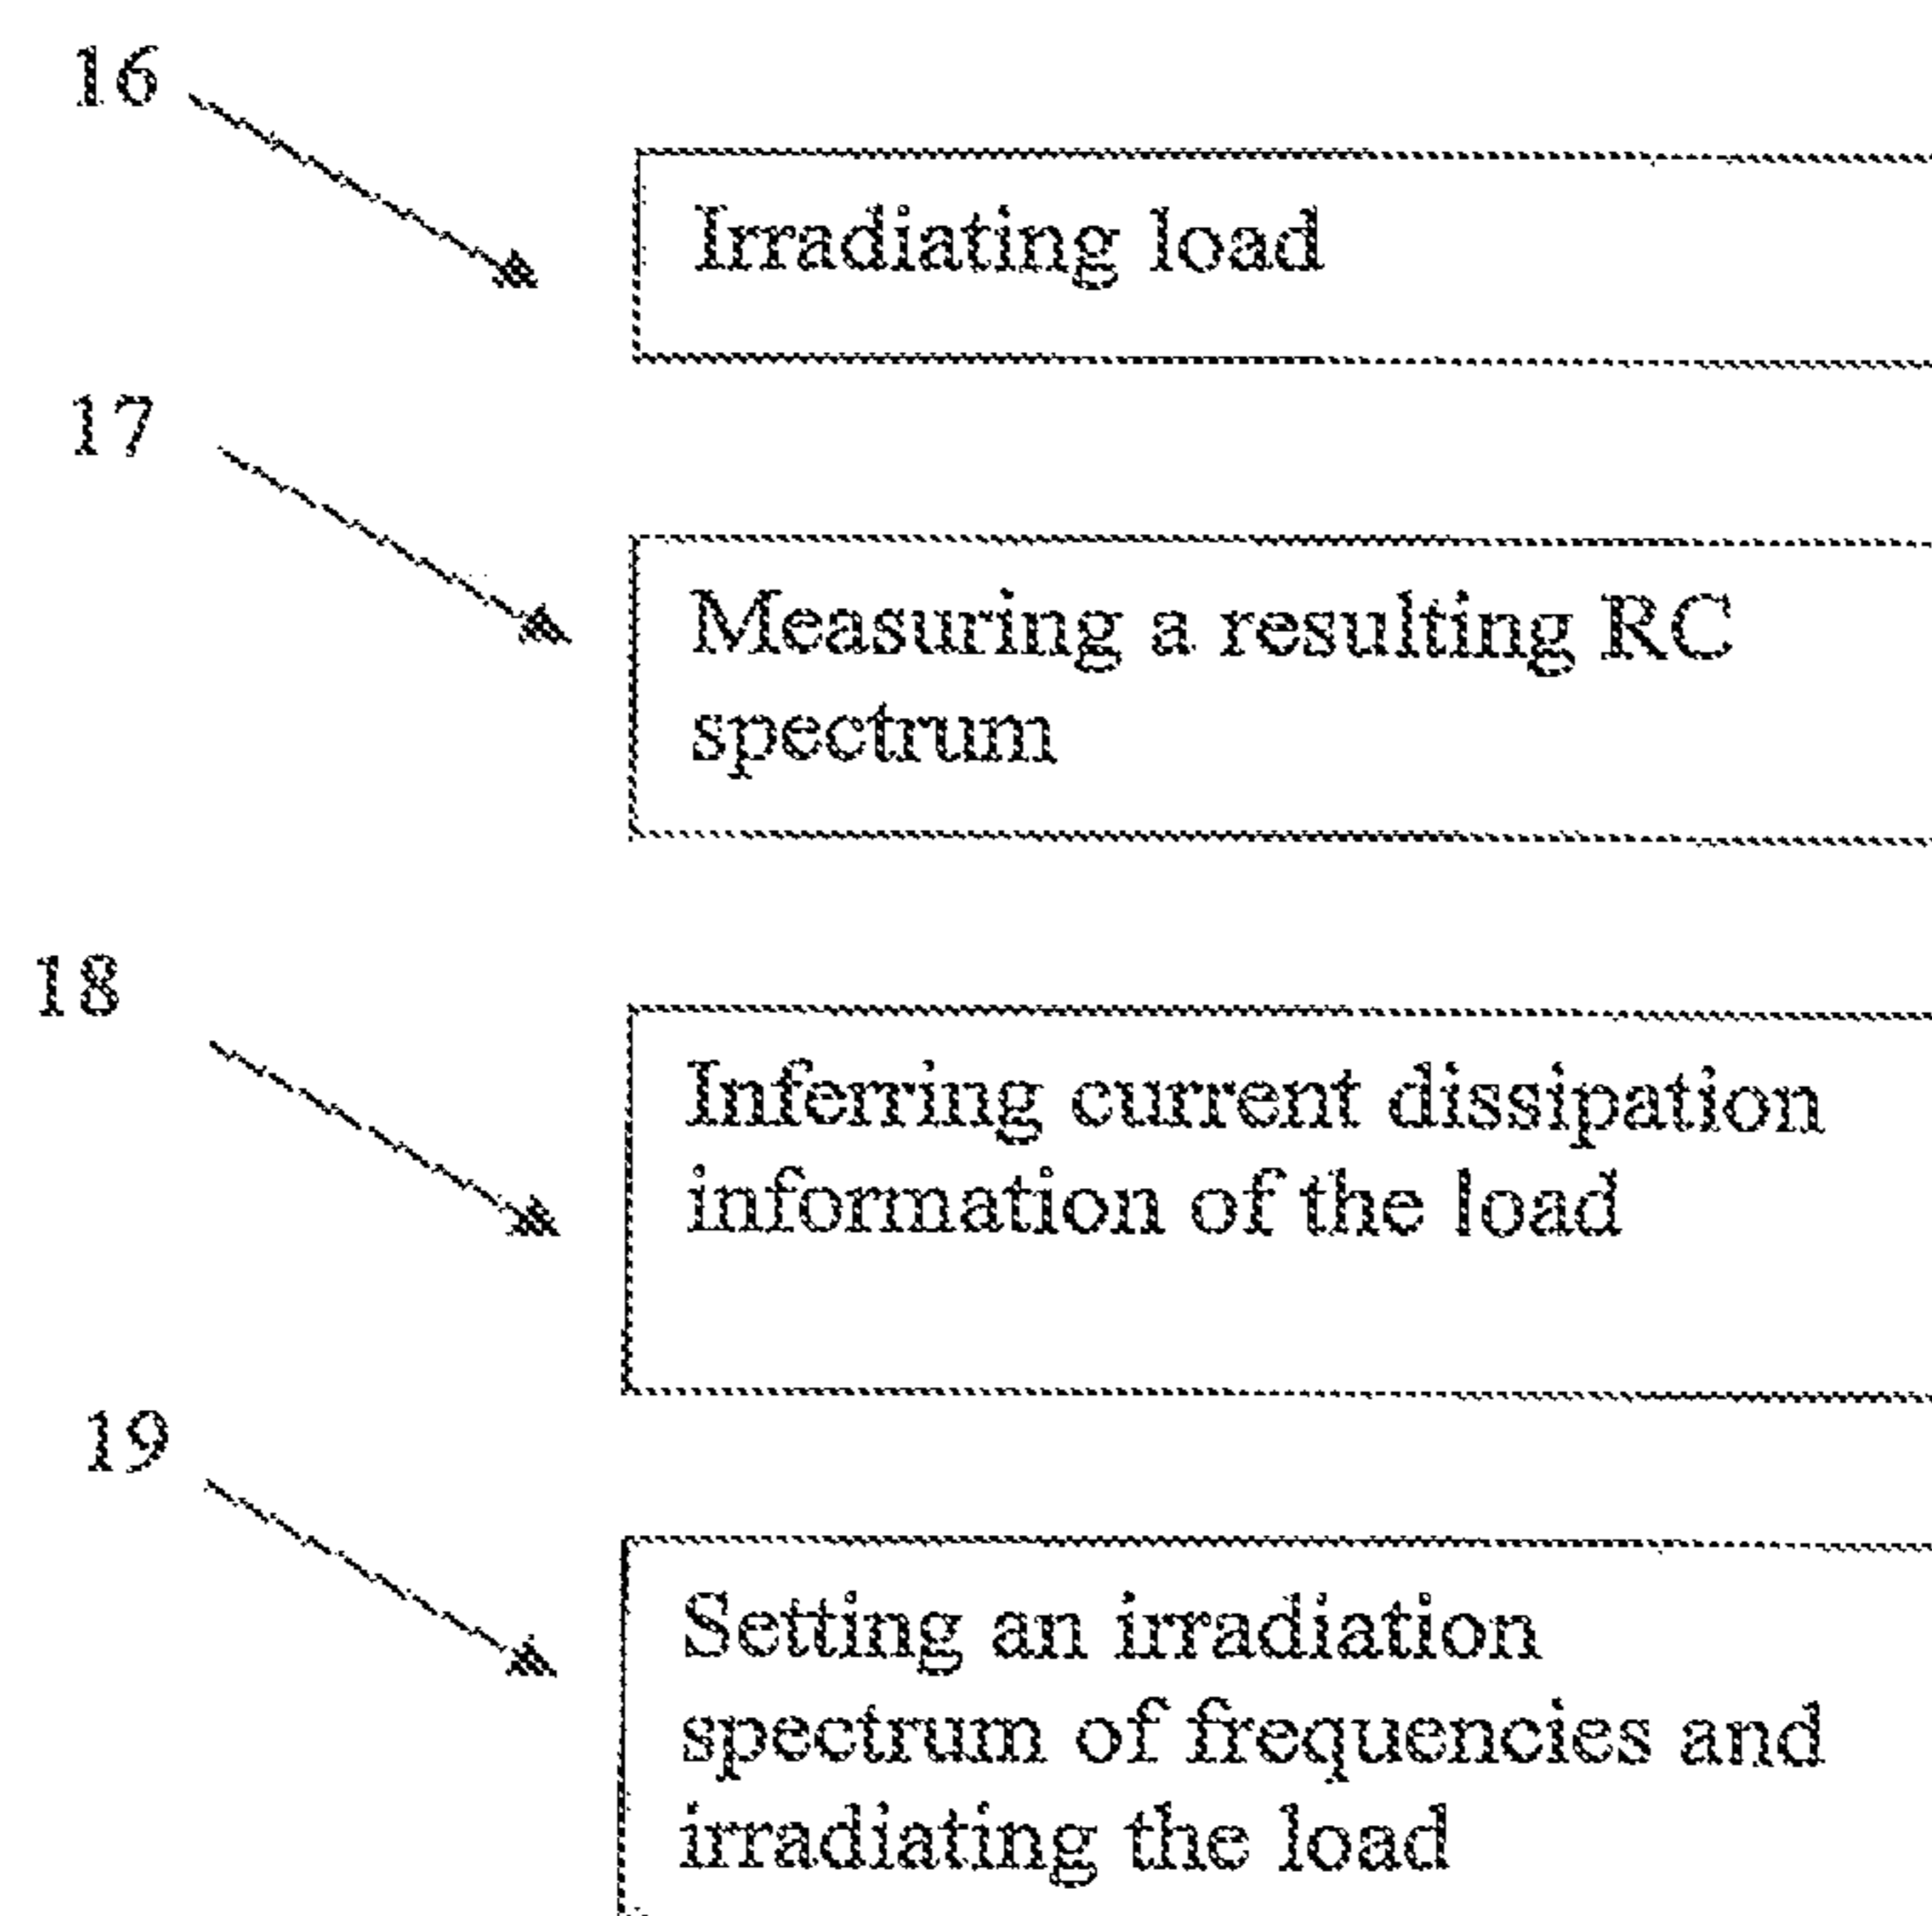 16
Irradiating load
17
Measuring a resulting RC
spectrum
18
Inferring current dissipation
information of the load
19
Setting an irradiation
spectrum of frequencies and
irradiating the load